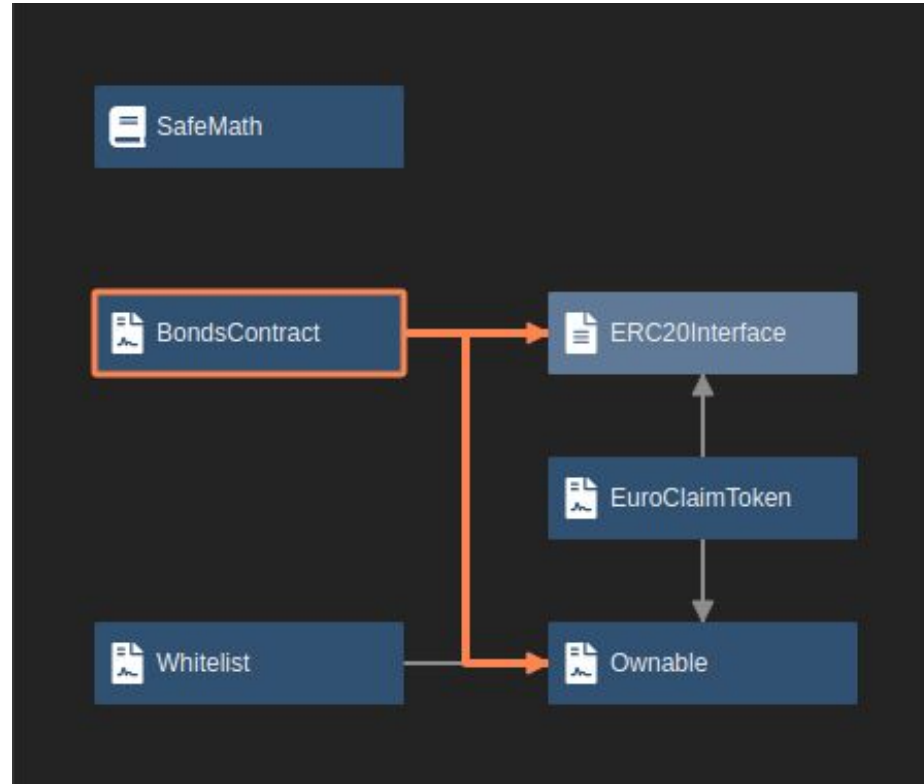 SafeMath
BondsContract
ERC20Interface
EuroClaimToken
Whitelist
Ownable